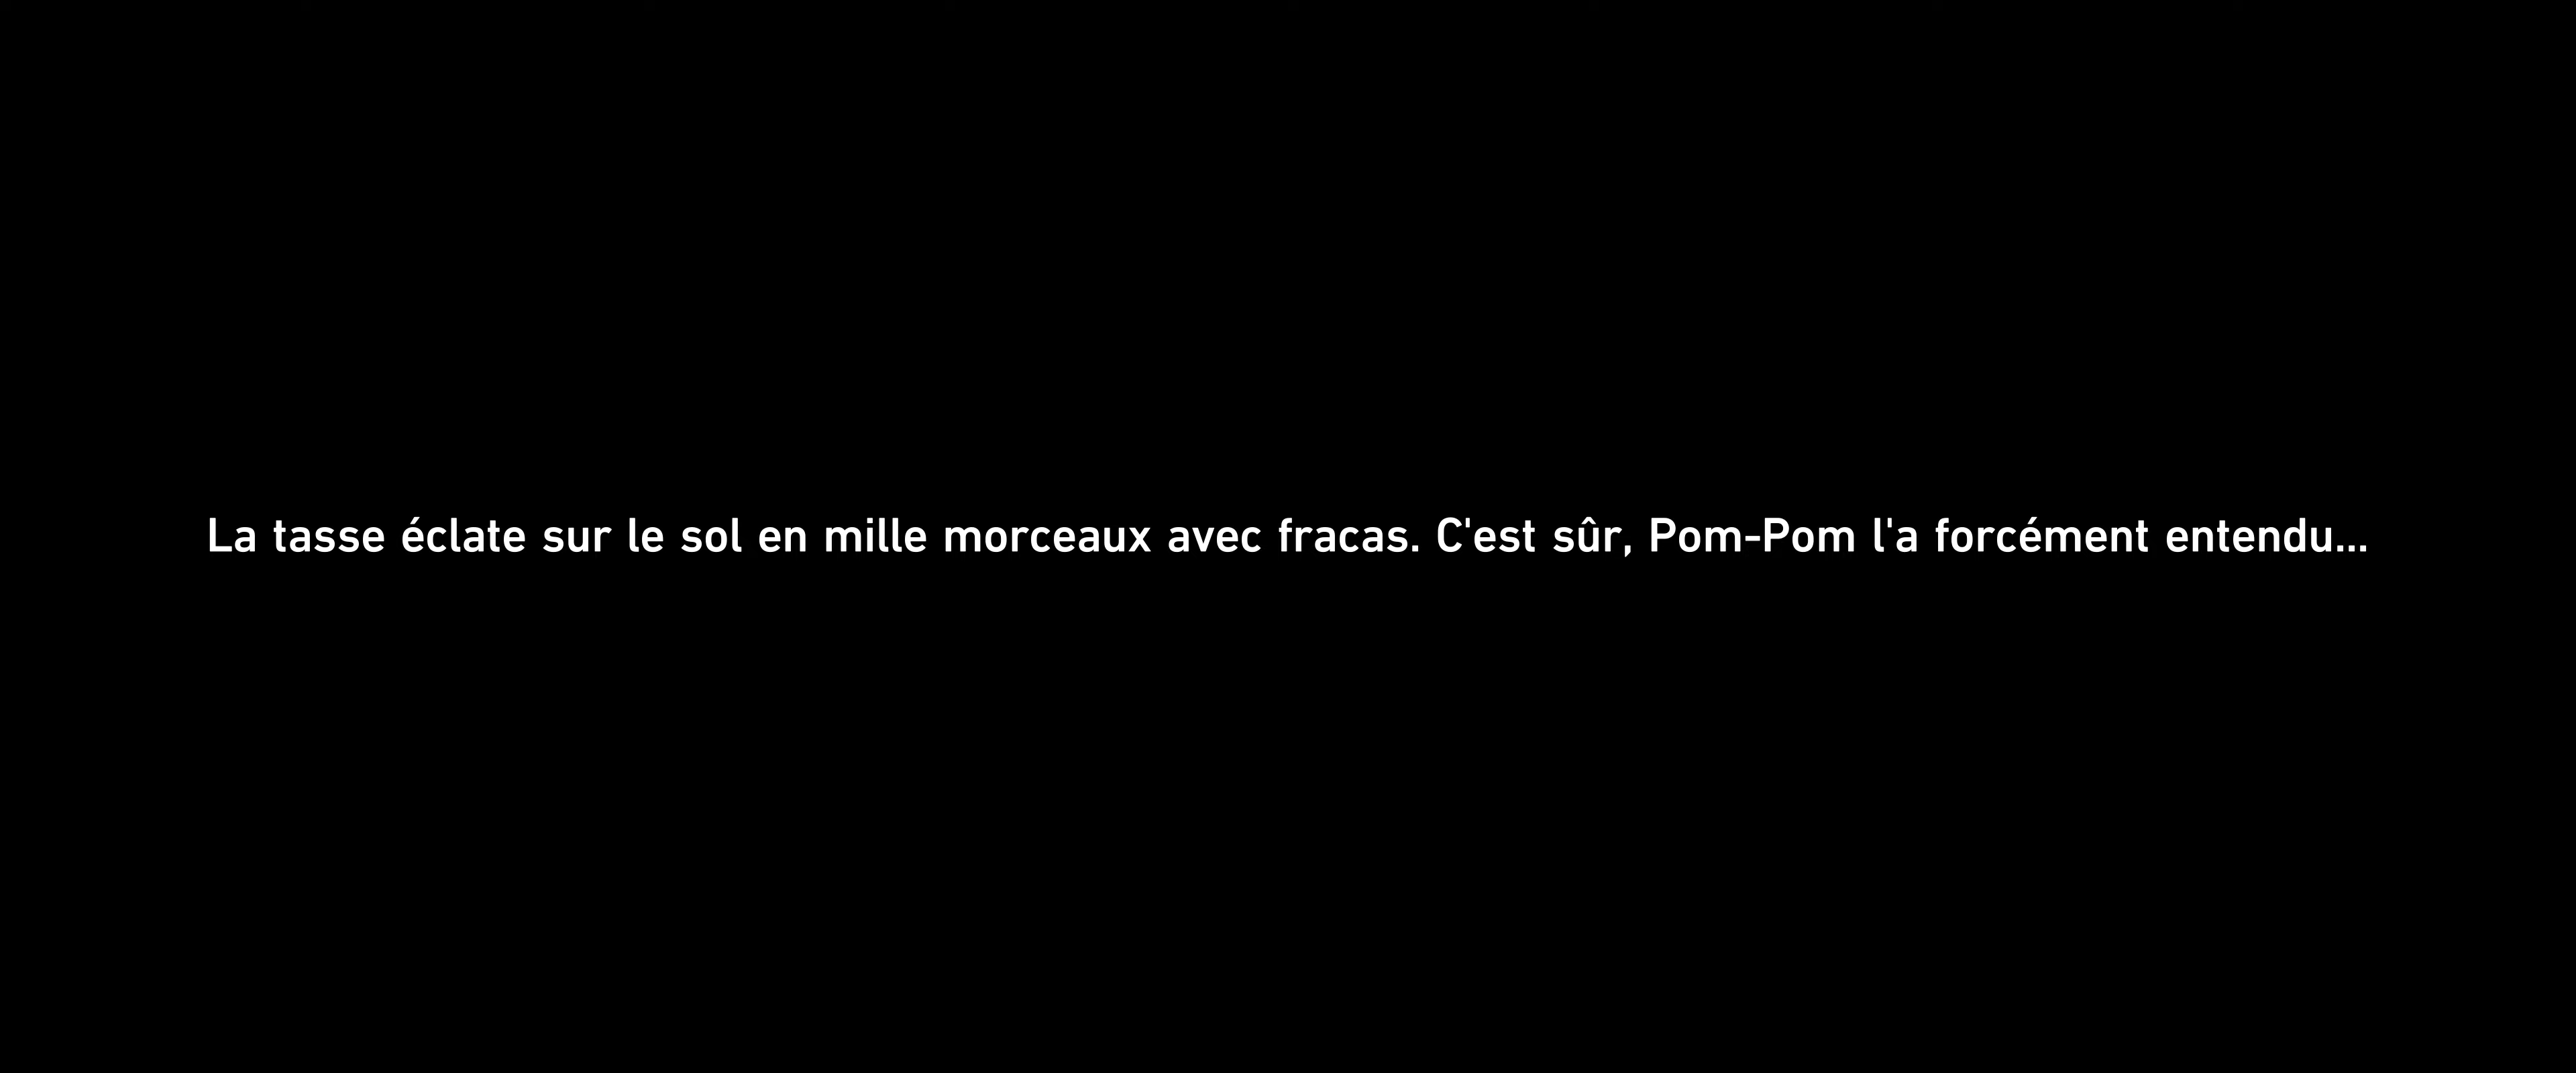 La tasse éclate sur le sol en mille morceaux avec fracas. C'est sûr, Pom-Pom l'a forcément entendu...